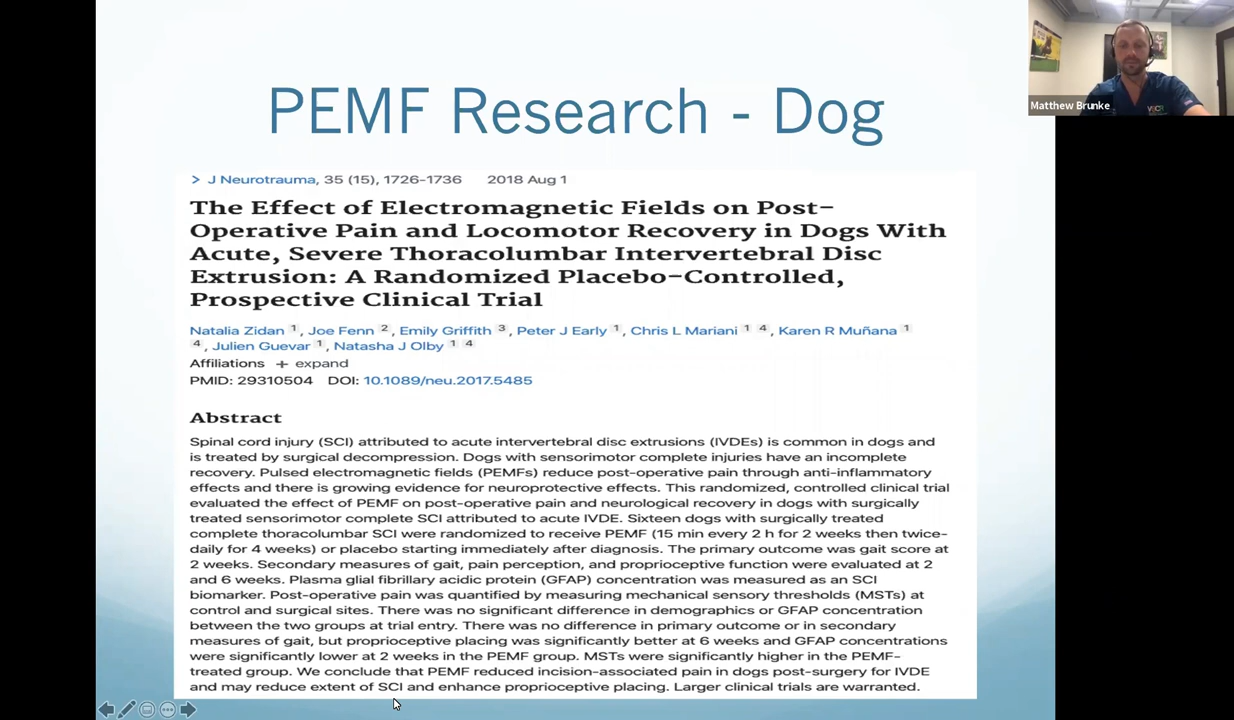 PEMF Research - Dog
Matthew Brunke
> J Neurotrauma, 35 (15), 1726-1736 2018 Aug 1
The Effect of Electromagnetic Fields on Post-
Operative Pain and Locomotor Recovery in Dogs With
Acute, Severe Thoracolumbar Intervertebral Disc
Extrusion: A Randomized Placebo-Controlled,
Prospective Clinical Trial
Natalia Zidan 1, Joe Fenn 2, Emily Griffith 3, Peter J Early 1, Chris L Mariani 1 4, Karen R Muñana 1
4, Julien Guevar 1, Natasha J Olby 1 4
Affiliations + expand
PMID: 29310504 DOI: 10.1089/neu.2017.5485
Abstract
Spinal cord injury (SCI) attributed to acute intervertebral disc extrusions (IVDEs) is common in dogs and
is treated by surgical decompression. Dogs with sensorimotor complete injuries have an incomplete
recovery. Pulsed electromagnetic fields (PEMFs) reduce post-operative pain through anti-inflammatory
effects and there is growing evidence for neuroprotective effects. This randomized, controlled clinical trial
evaluated the effect of PEMF on post-operative pain and neurological recovery in dogs with surgically
treated sensorimotor complete SCI attributed to acute IVDE. Sixteen dogs with surgically treated
complete thoracolumbar SCI were randomized to receive PEMF (15 min every 2 h for 2 weeks then twice-
daily for 4 weeks) or placebo starting immediately after diagnosis. The primary outcome was gait score at
2 weeks. Secondary measures of gait, pain perception, and proprioceptive function were evaluated at 2
and 6 weeks. Plasma glial fibrillary acidic protein (GFAP) concentration was measured as an SCI
biomarker. Post-operative pain was quantified by measuring mechanical sensory thresholds (MSTs) at
control and surgical sites. There was no significant difference in demographics or GFAP concentration
between the two groups at trial entry. There was no difference in primary outcome or in secondary
measures of gait, but proprioceptive placing was significantly better at 6 weeks and GFAP concentrations
were significantly lower at 2 weeks in the PEMF group. MSTs were significantly higher in the PEMF-
treated group. We conclude that PEMF reduced incision-associated pain in dogs post-surgery for IVDE
and may reduce extent of SCI and enhance proprioceptive placing. Larger clinical trials are warranted.